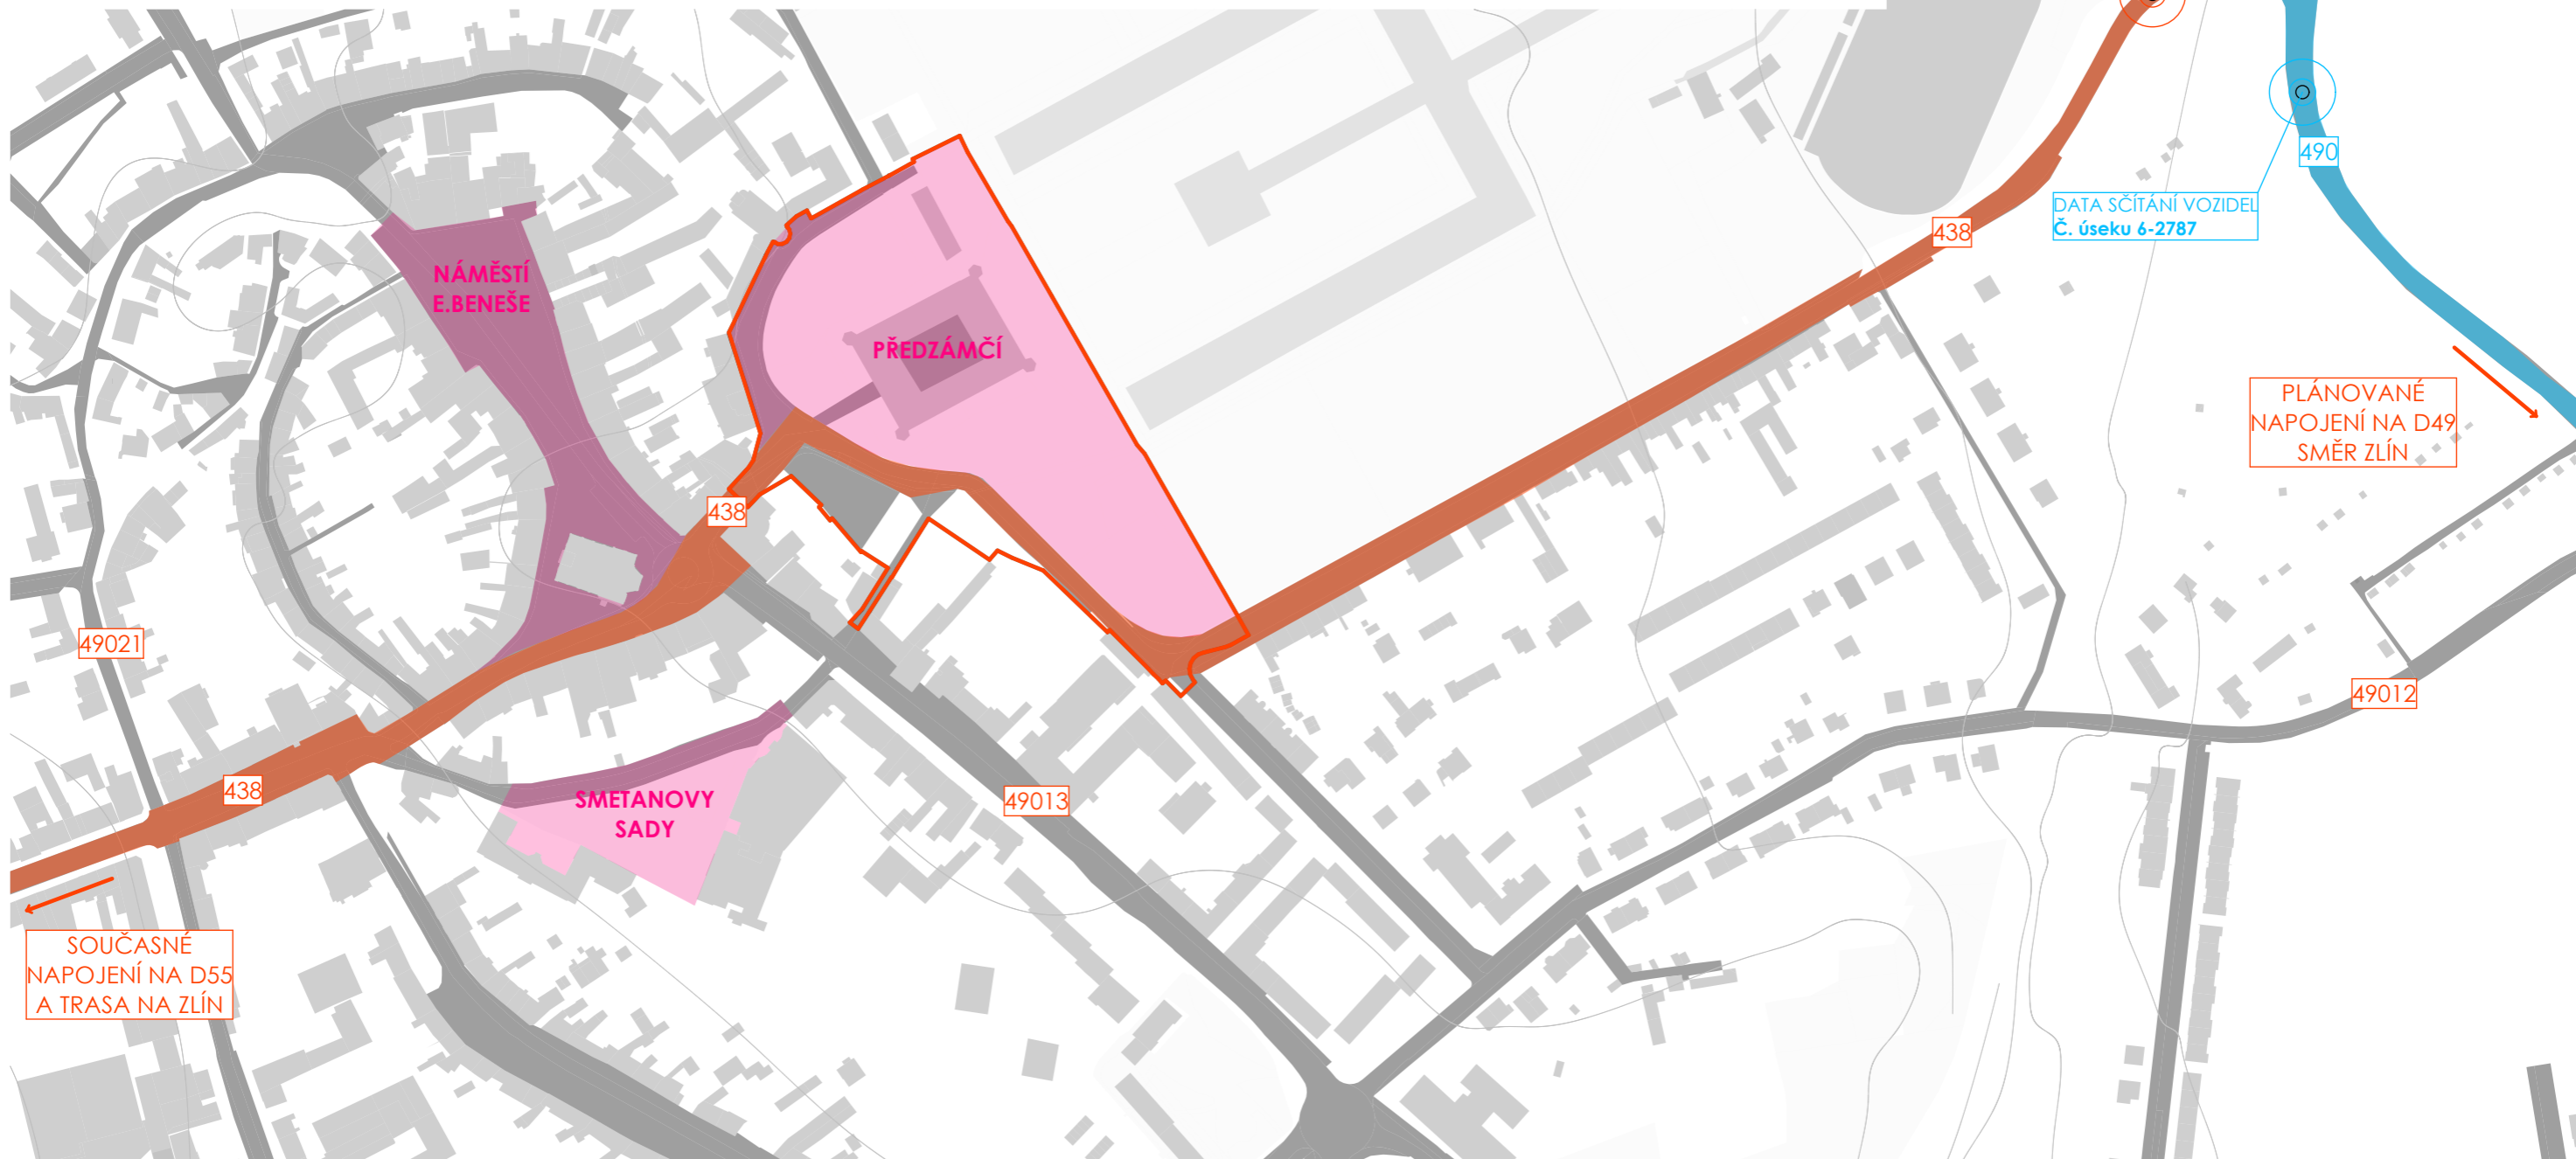 490
DATA SČÍTÁNÍ VOZIDEL
Č. úseku 6-2787
438
NÁMĚSTÍ
E.BENEŠE
PŘEDZÁMČÍ
PLÁNOVANÉ
NAPOJENÍ NA D49
SMĚR ZLÍN
438
49021
49012
438
SMETANOVY
SADY
49013
SOUČASNÉ
NAPOJENÍ NA D55
A TRASA NA ZLÍN